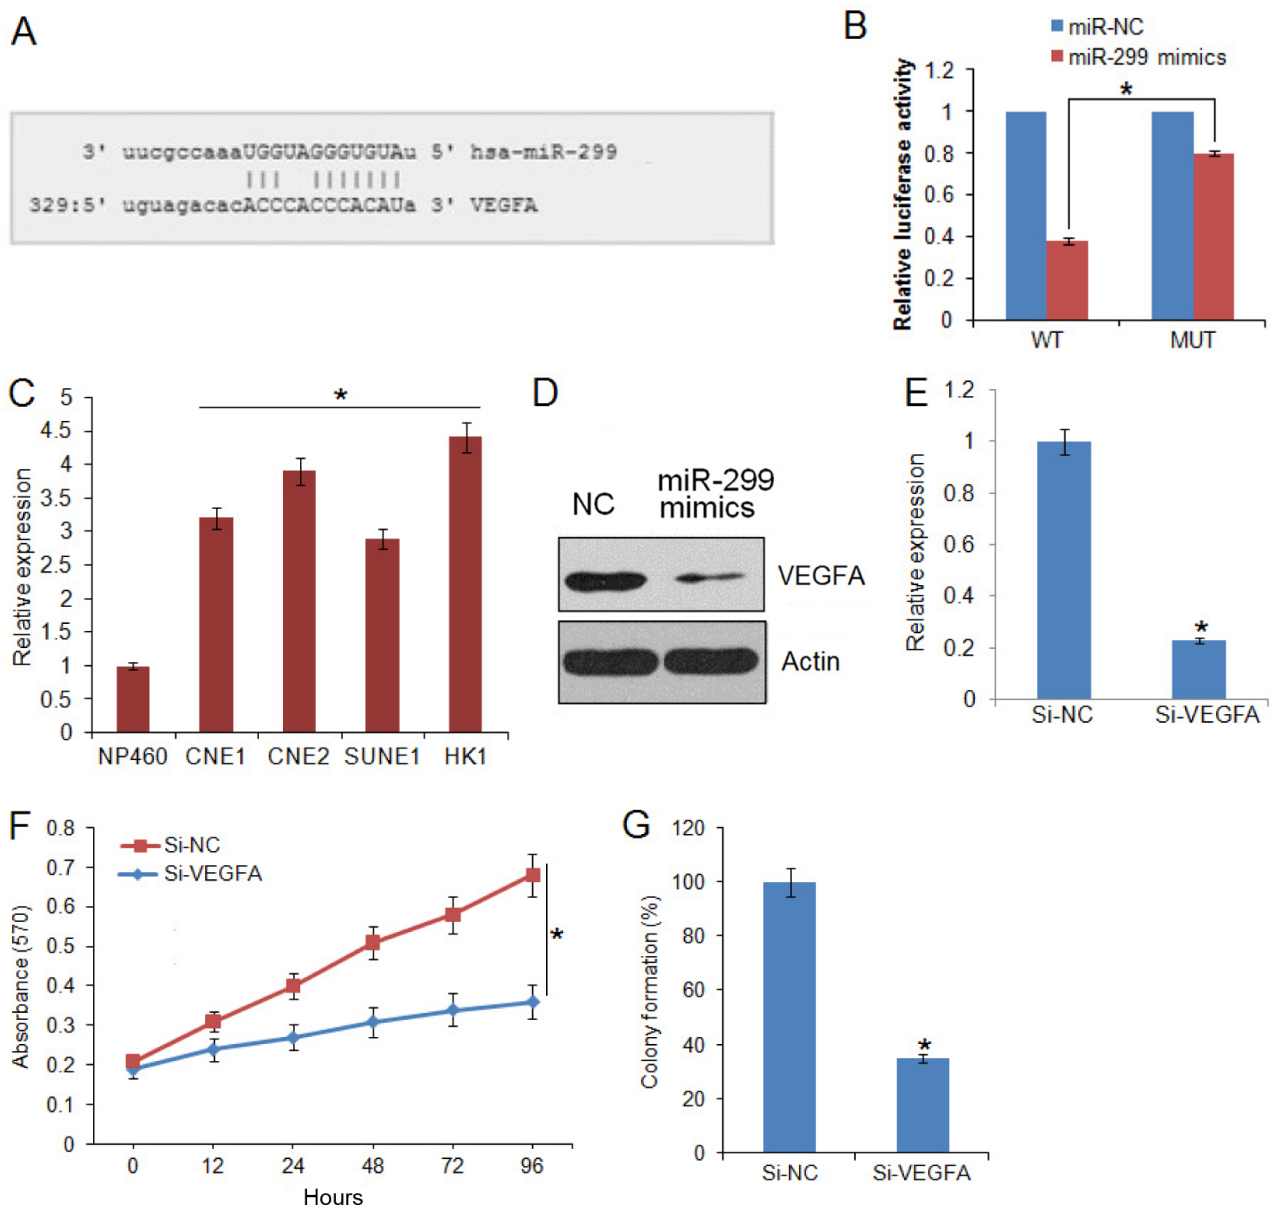 A
3' uucgccaaaUGGUAGGGUGUAu 5' hsa-miR-299
||| |||||||
329:5' uguagacacACCCACCCACAUa 3' VEGFA
B
miR-NC
miR-299 mimics
Relative luciferase activity
1.2
1
0.8
0.6
0.4
0.2
0
*
WT MUT
C
Relative expression
5
4.5
4
3.5
3
2.5
2
1.5
1
0.5
0
*
NP460 CNE1 CNE2 SUNE1 HK1
D
NC miR-299 mimics
VEGFA
Actin
E
Relative expression
1.2
1
0.8
0.6
0.4
0.2
0
*
Si-NC Si-VEGFA
F
Absorbance (570)
0.8
0.7
0.6
0.5
0.4
0.3
0.2
0.1
0
Si-NC
Si-VEGFA
*
0 12 24 48 72 96
Hours
G
Colony formation (%)
120
100
80
60
40
20
0
*
Si-NC Si-VEGFA